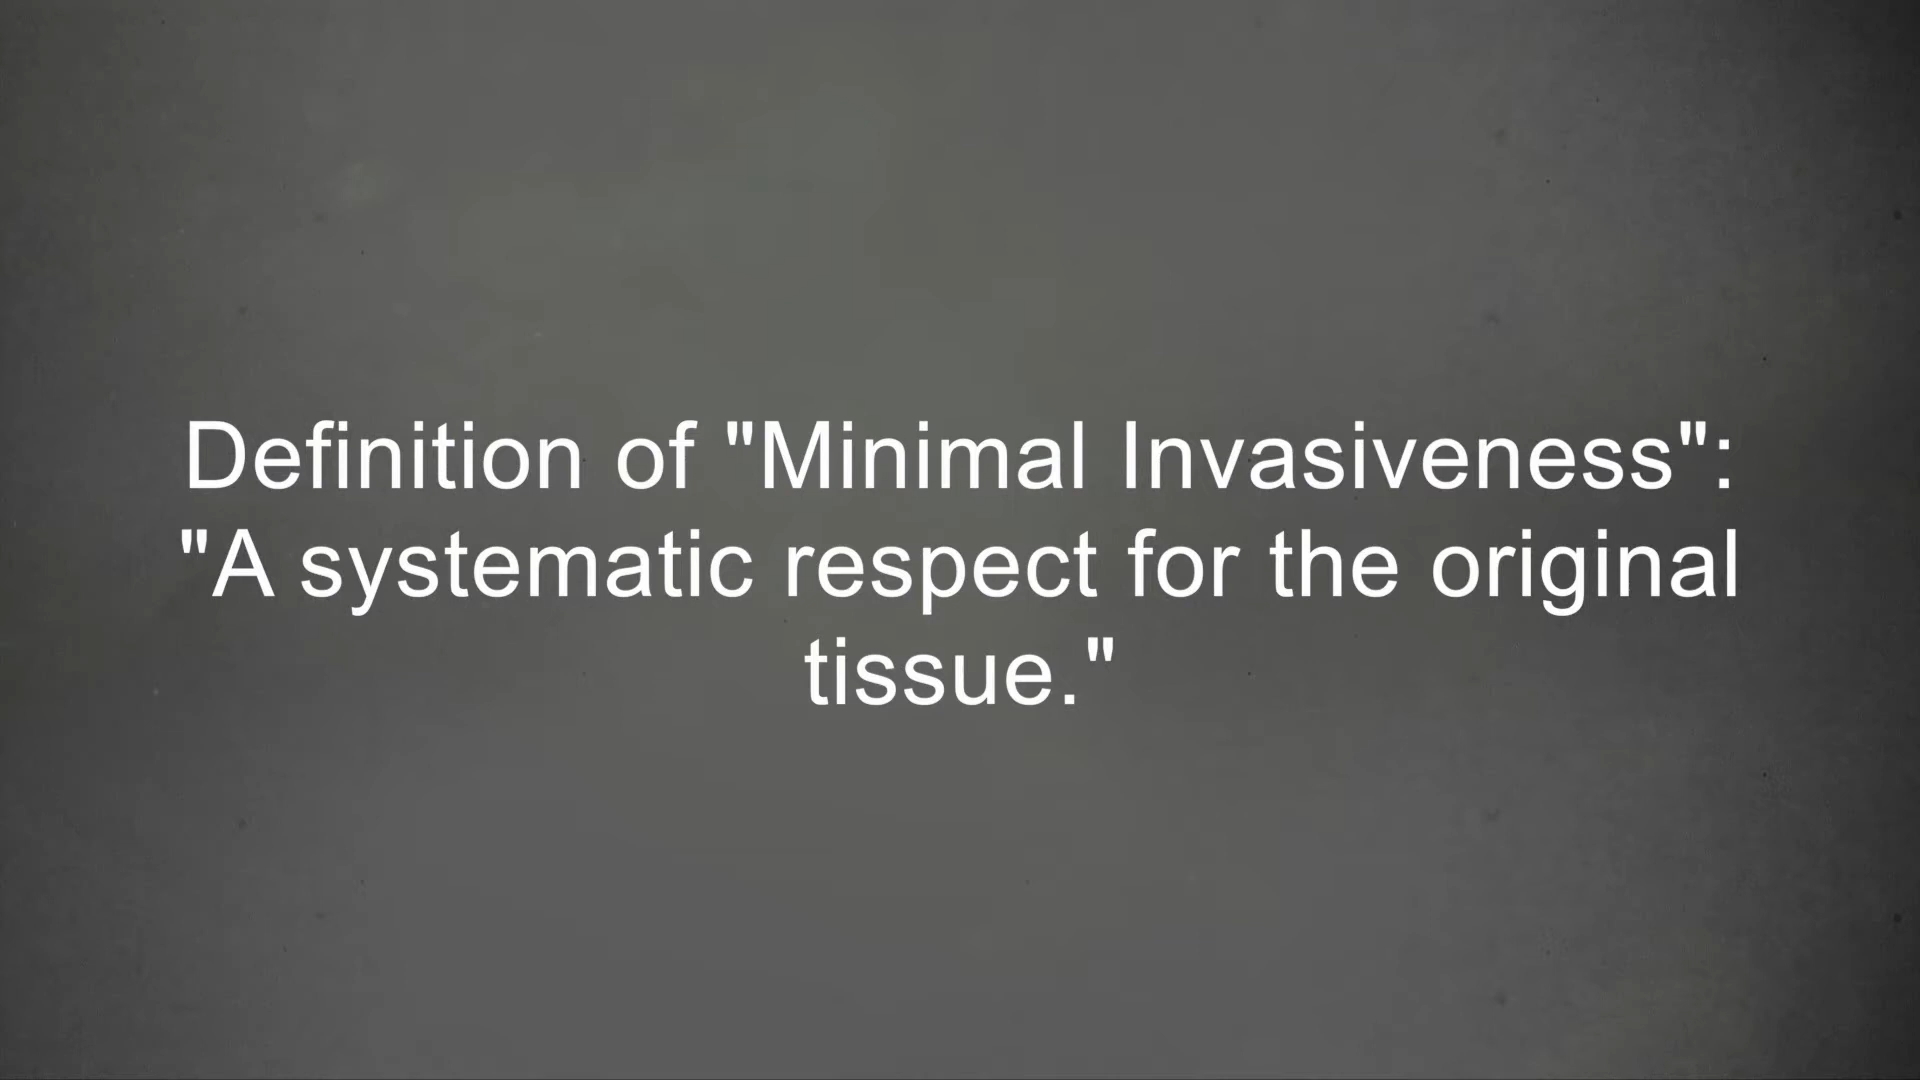 Definition of "Minimal Invasiveness":
"A systematic respect for the original
tissue."